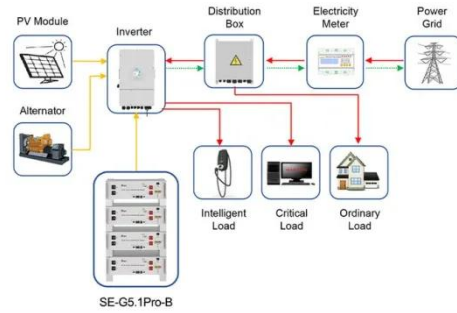 PV Module
Inverter
Distribution
Box
Electricity
Meter
Power
Grid
Alternator
Intelligent
Load
Critical
Load
Ordinary
Load
SE-G5.1Pro-B